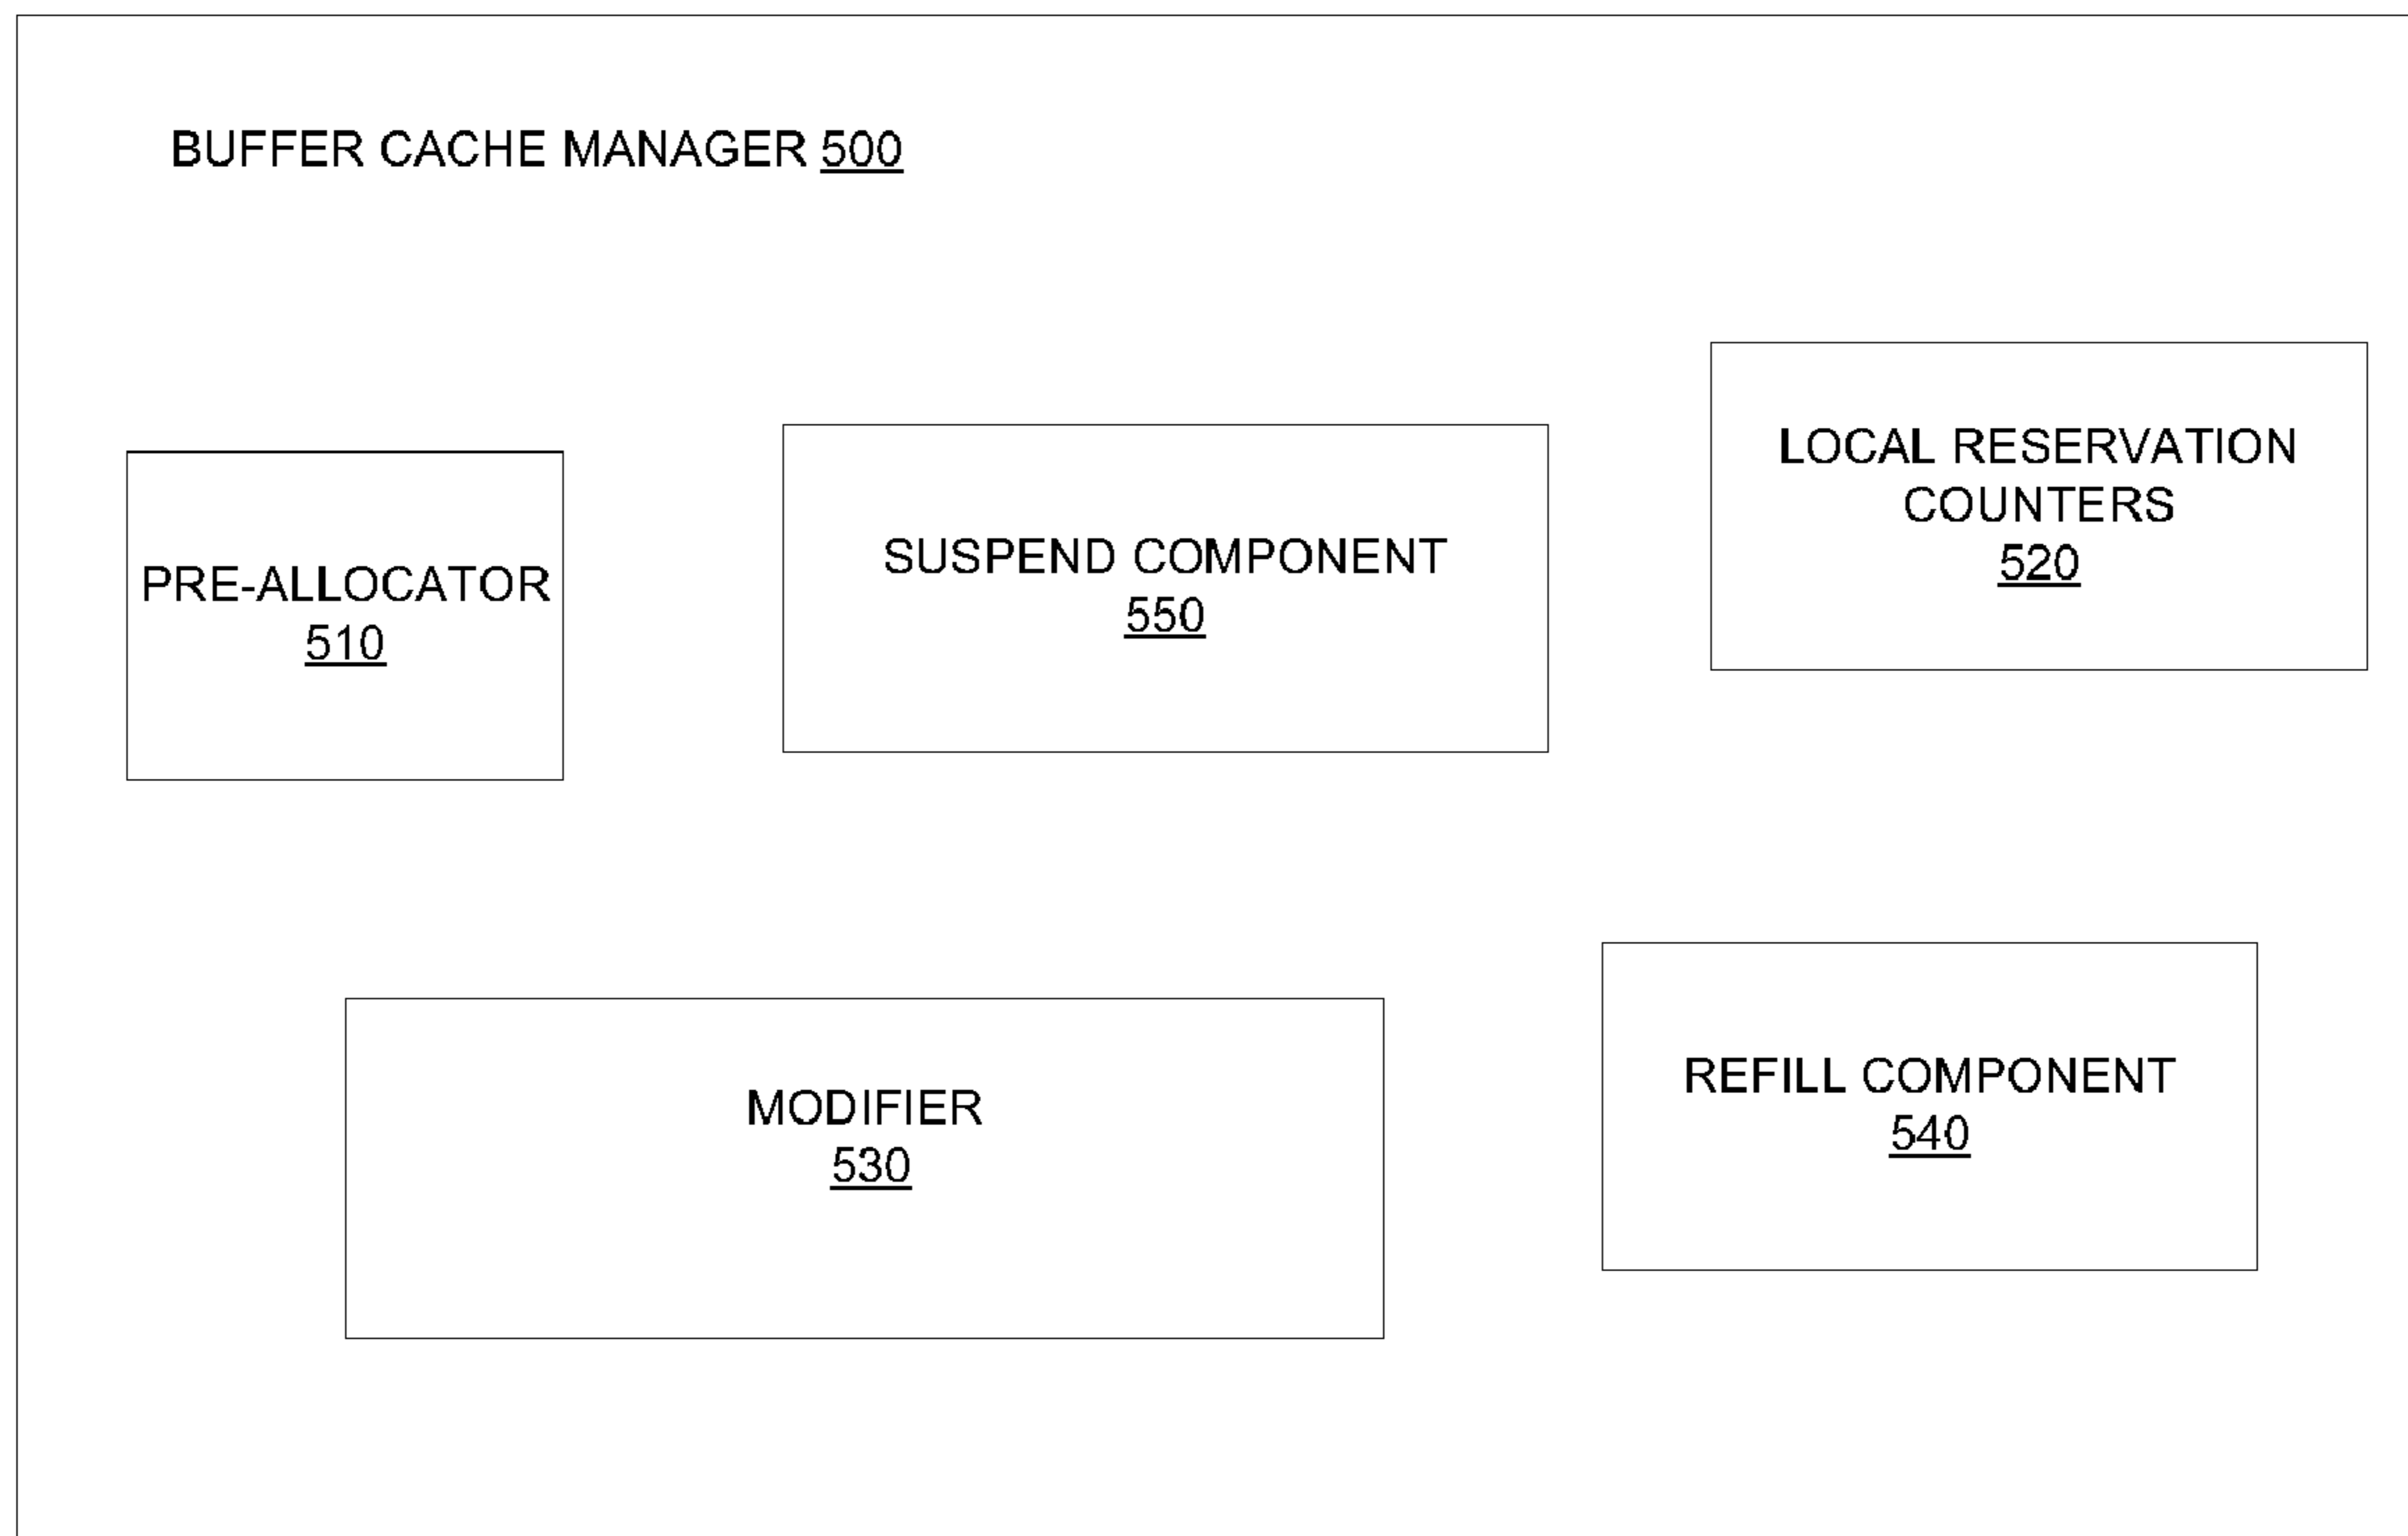 BUFFER CACHE MANAGER 500
PRE-ALLOCATOR
510
SUSPEND COMPONENT
550
LOCAL RESERVATION
COUNTERS
520
MODIFIER
530
REFILL COMPONENT
540